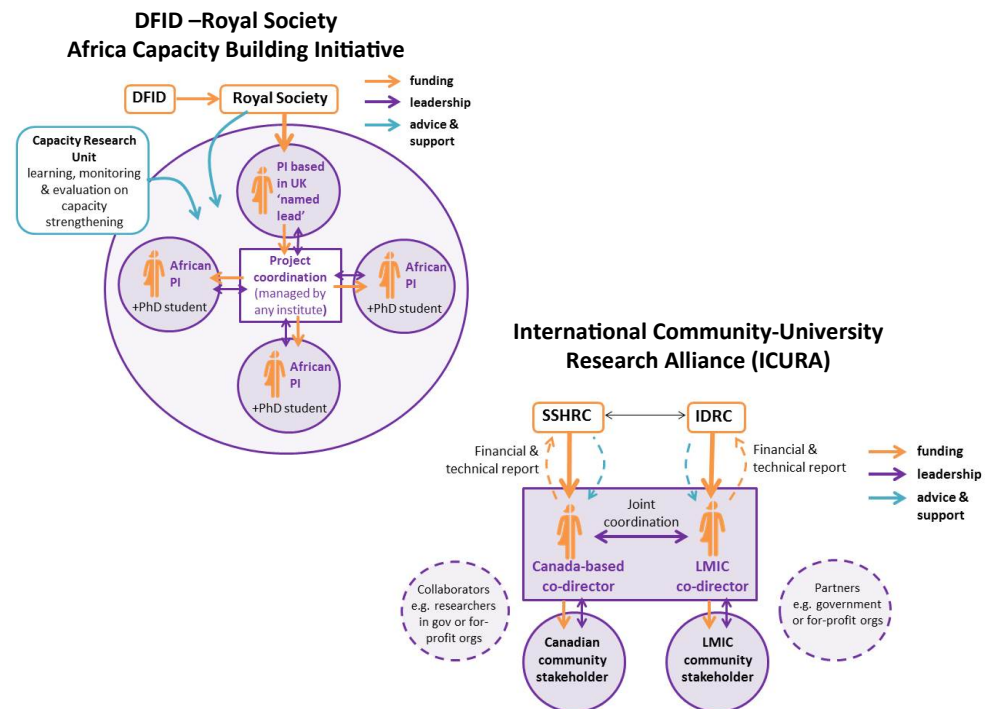 DFID –Royal Society
Africa Capacity Building Initiative
DFID
Royal Society
funding
leadership
advice &
support
Capacity Research
Unit
learning, monitoring
& evaluation on
capacity
strengthening
PI based
in UK
‘named
lead’
African
PI
+PhD student
Project
coordination
(managed by
any institute)
African
PI
+PhD student
African
PI
+PhD student
International Community-University
Research Alliance (ICURA)
SSHRC
IDRC
Financial &
technical report
Financial &
technical report
funding
leadership
advice &
support
Joint
coordination
Canada-based
co-director
LMIC
co-director
Collaborators
e.g. researchers
in gov or for-
profit orgs
Partners
e.g. government
or for-profit orgs
Canadian
community
stakeholder
LMIC
community
stakeholder